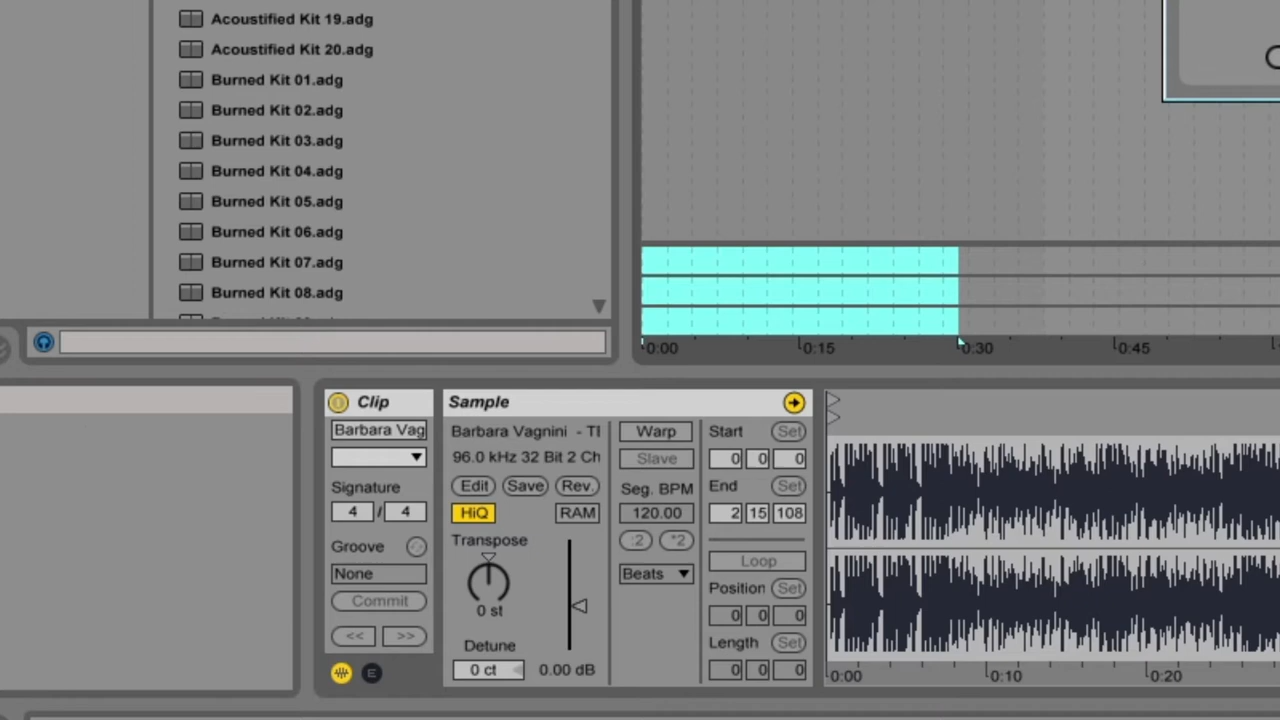 Acoustified Kit 19.adg
Acoustified Kit 20.adg
Burned Kit 01.adg
Burned Kit 02.adg
Burned Kit 03.adg
Burned Kit 04.adg
Burned Kit 05.adg
Burned Kit 06.adg
Burned Kit 07.adg
Burned Kit 08.adg
0:00 0:15 0:30 0:45
Clip
Barbara Vag
Signature
4 / 4
Groove
None
Commit
<< >>
E
Sample
Barbara Vagnini -
96.0 kHz 32 Bit 2 Ch
Edit Save Rev.
HiQ RAM
Transpose
0 st
Detune
0 ct 0.00 dB
Warp
Slave
Seg. BPM
120.00
:2 *2
Beats
Start Set
0 0 0
End Set
2 15 108
Loop
Position Set
0 0 0
Length Set
0 0 0
0:00 0:10 0:20